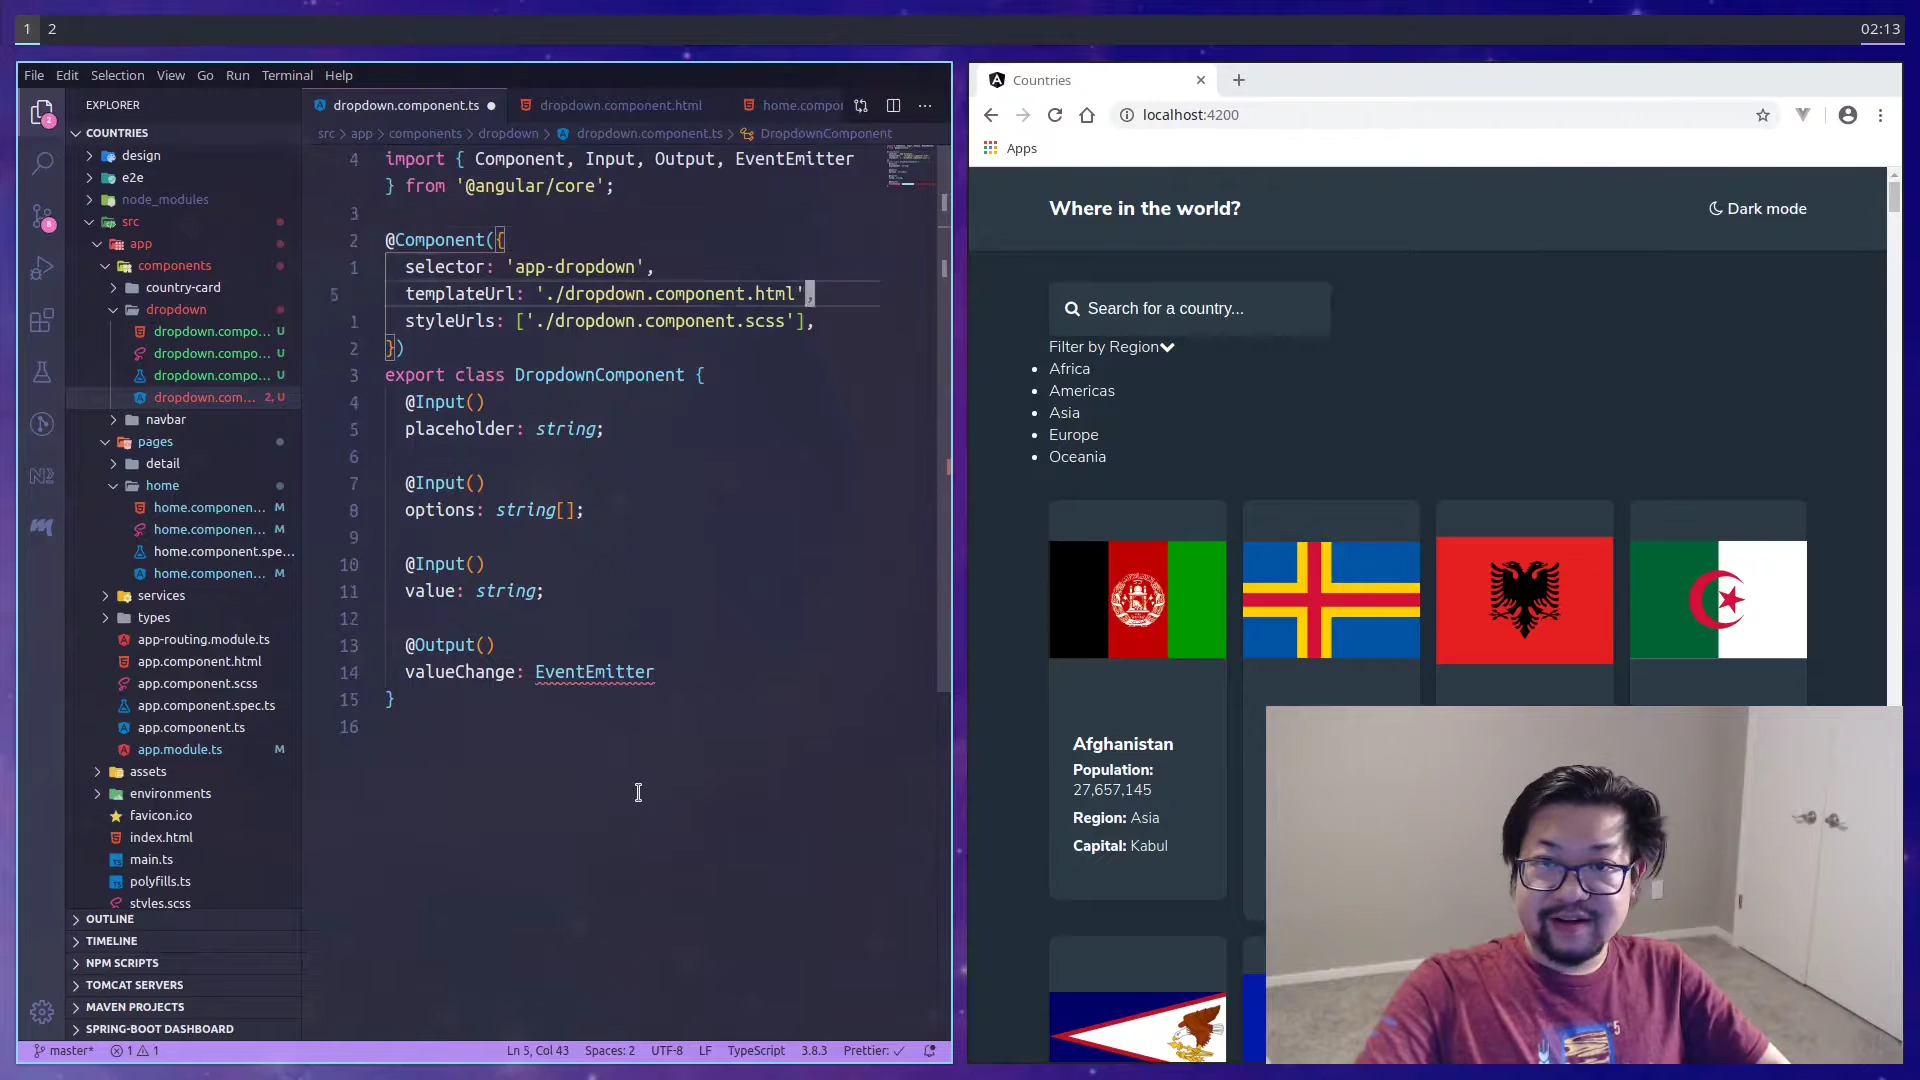 1 2
02:13
File Edit Selection View Go Run Terminal Help
EXPLORER
COUNTRIES
design
e2e
node_modules
src
app
components
country-card
dropdown
dropdown.compo... U
dropdown.compo... U
dropdown.compo... U
dropdown.com... 2, U
navbar
pages
detail
home
home.componen... M
home.componen... M
home.component.spe...
home.componen... M
services
types
app-routing.module.ts
app.component.html
app.component.scss
app.component.spec.ts
app.component.ts
app.module.ts M
assets
environments
favicon.ico
index.html
main.ts
polyfills.ts
styles.scss
OUTLINE
TIMELINE
NPM SCRIPTS
TOMCAT SERVERS
MAVEN PROJECTS
SPRING-BOOT DASHBOARD
dropdown.component.ts dropdown.component.html home.compo
src > app > components > dropdown > dropdown.component.ts > DropdownComponent
4 import { Component, Input, Output, EventEmitter
} from '@angular/core';
3
2 @Component({
1 selector: 'app-dropdown',
5 templateUrl: './dropdown.component.html',
1 styleUrls: ['./dropdown.component.scss'],
2 })
3 export class DropdownComponent {
4 @Input()
5 placeholder: string;
6
7 @Input()
8 options: string[];
9
10 @Input()
11 value: string;
12
13 @Output()
14 valueChange: EventEmitter
15 }
16
master* 1 1 Ln 5, Col 43 Spaces: 2 UTF-8 LF TypeScript 3.8.3 Prettier: ✓
Countries
localhost:4200
Apps
Where in the world? Dark mode
Search for a country...
Filter by Region
• Africa
• Americas
• Asia
• Europe
• Oceania
Afghanistan
Population:
27,657,145
Region: Asia
Capital: Kabul